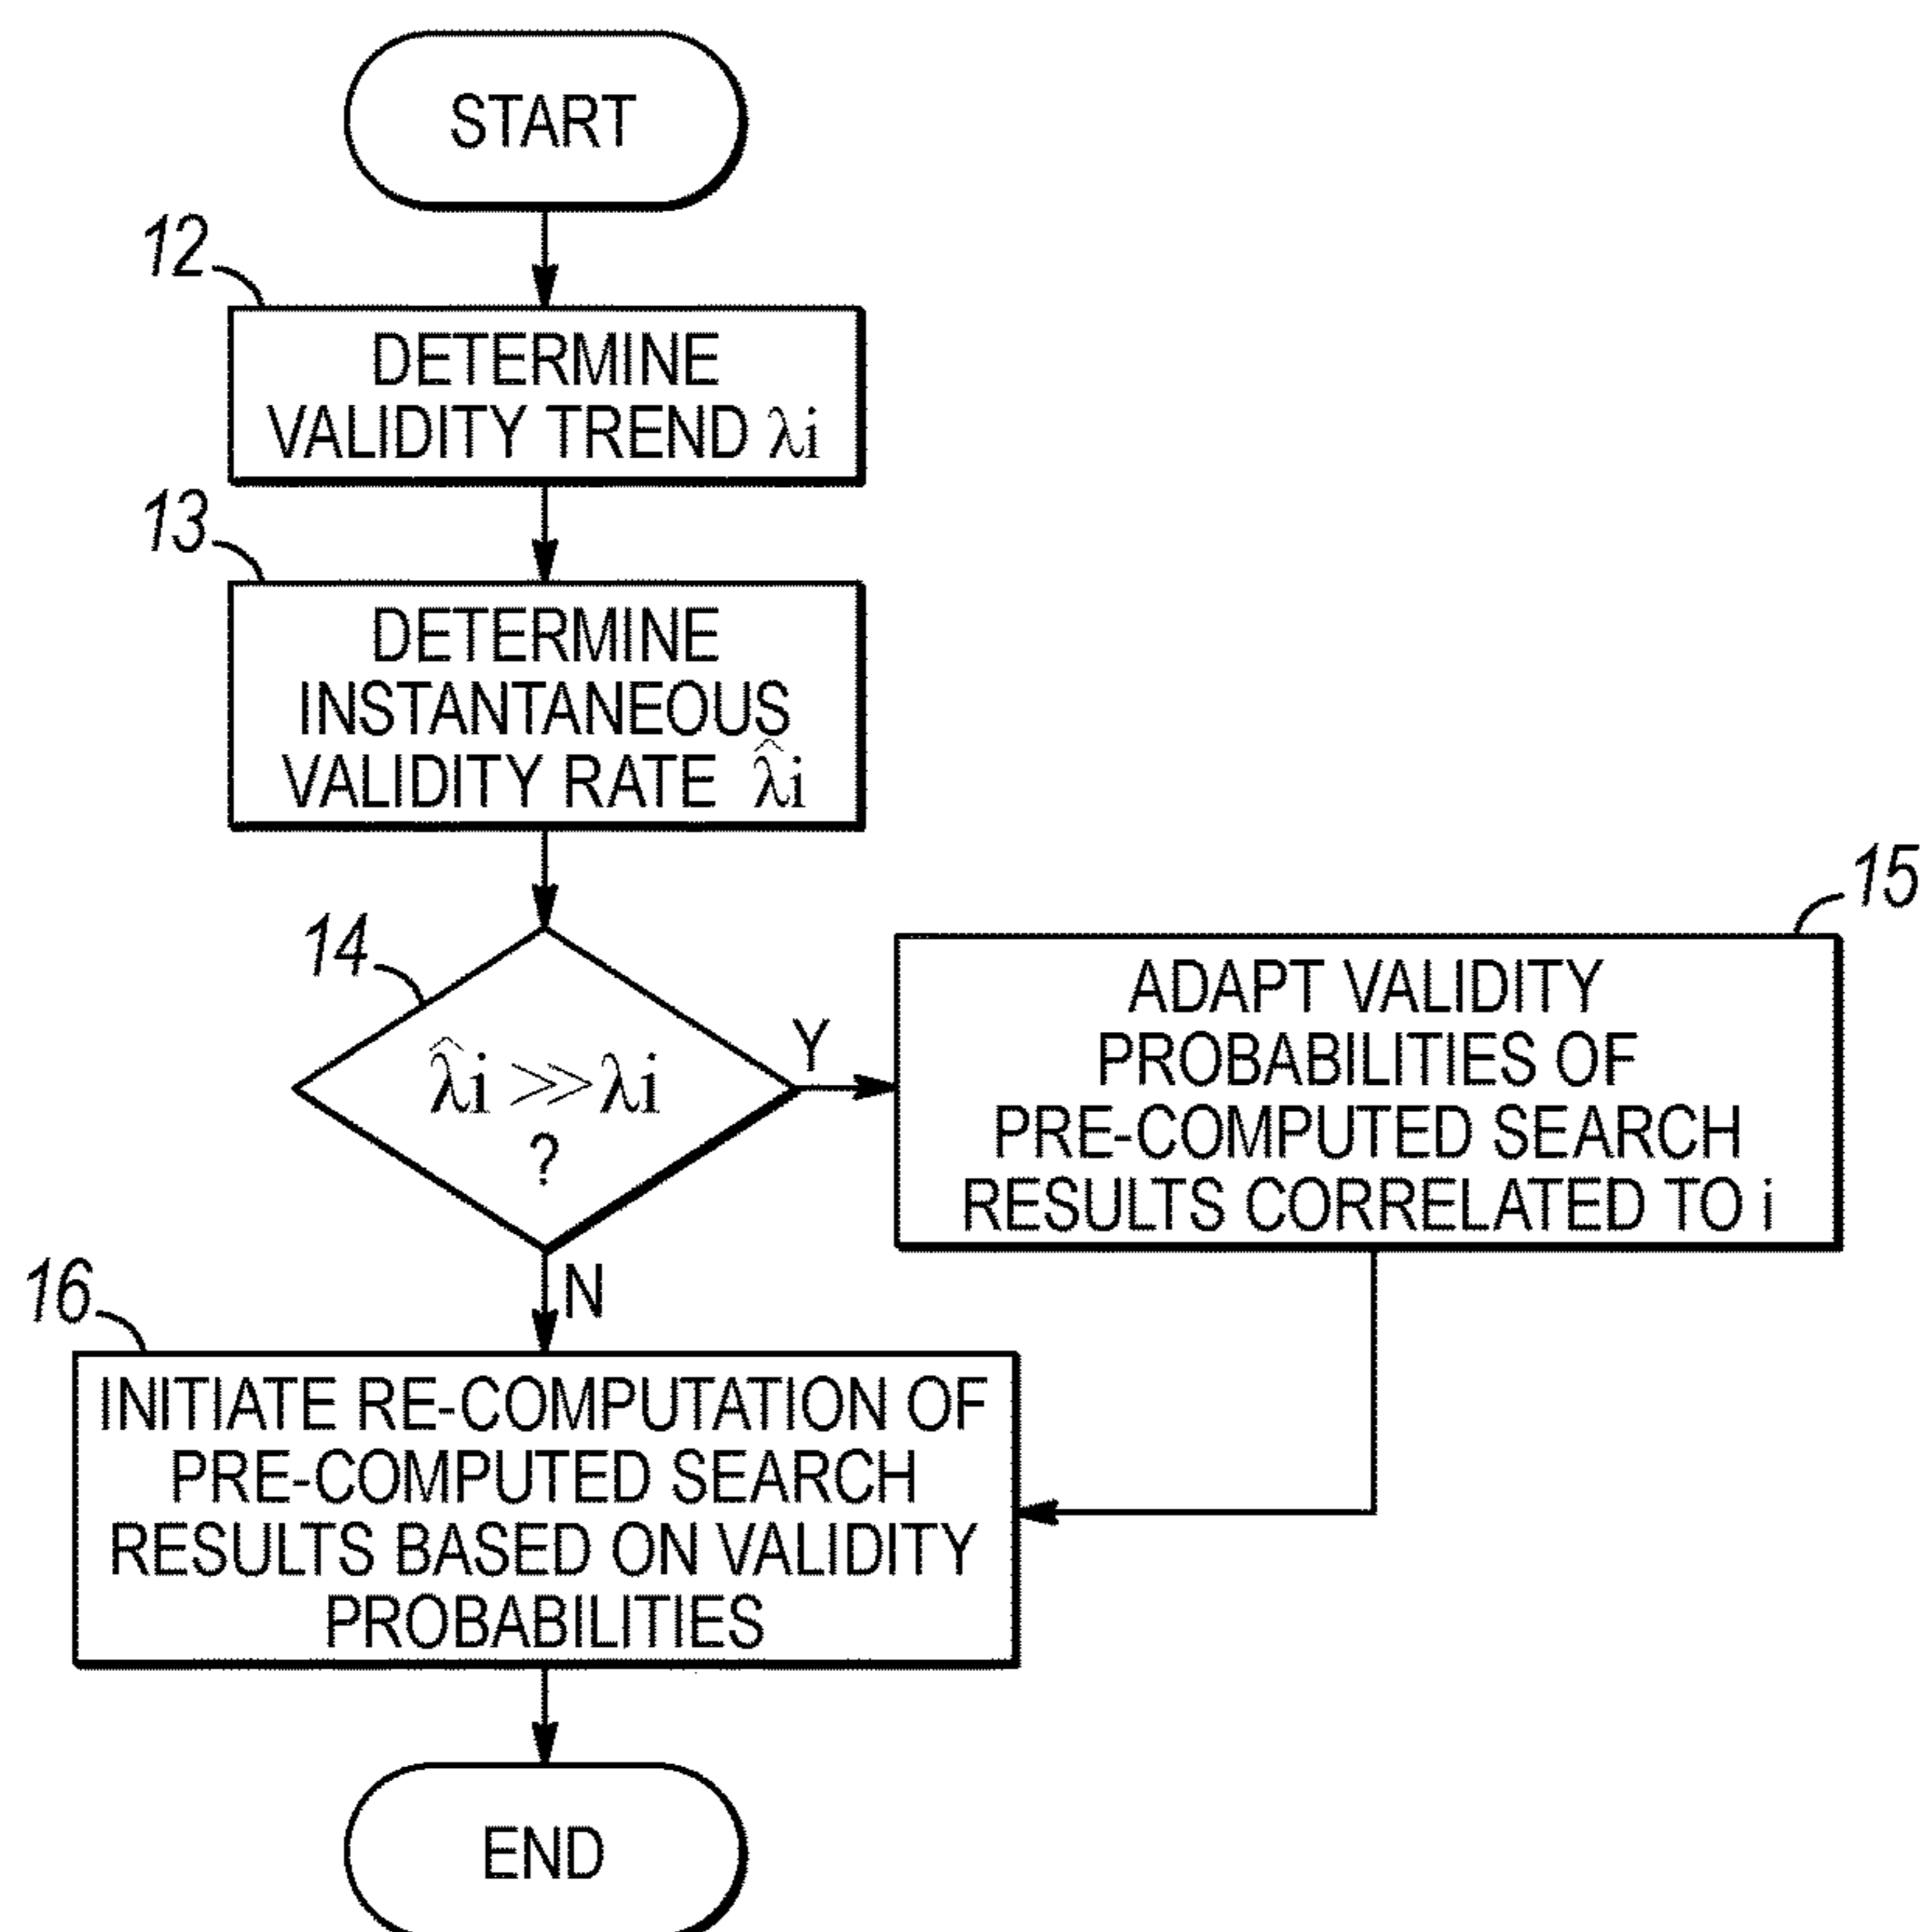 START
12
DETERMINE
VALIDITY TREND λi
13
DETERMINE
INSTANTANEOUS
VALIDITY RATE λ̂i
14
λ̂i ≫ λi
?
Y
15
ADAPT VALIDITY
PROBABILITIES OF
PRE-COMPUTED SEARCH
RESULTS CORRELATED TO i
N
16
INITIATE RE-COMPUTATION OF
PRE-COMPUTED SEARCH
RESULTS BASED ON VALIDITY
PROBABILITIES
END